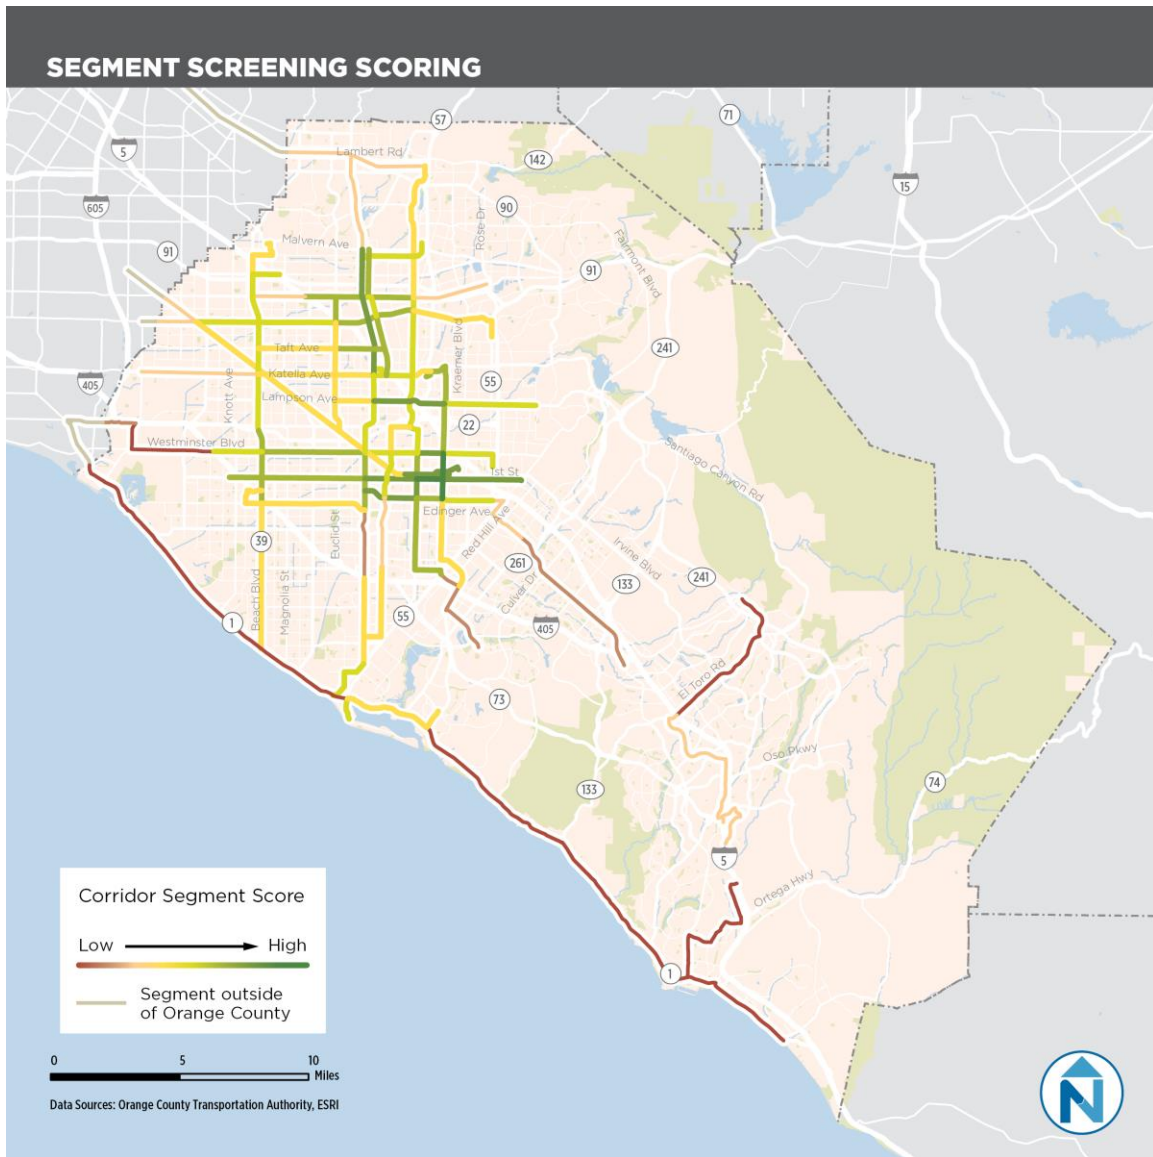 SEGMENT SCREENING SCORING
57
71
5
Lambert Rd
142
15
605
90
Rose Dr
Malvern Ave
91
Fairmont Blvd
91
241
Taft Ave
Kraemer Blvd
Katella Ave
55
405
Knott Ave
Lampson Ave
22
Westminster Blvd
1st St
Santiago Canyon Rd
Edinger Ave
Red Hill Ave
39
Euclid St
Irvine Blvd
261
133
241
Culver Dr
Beach Blvd
Magnolia St
55
405
1
El Toro Rd
73
Oso Pkwy
133
74
5
Ortega Hwy
1
Corridor Segment Score
Low High
Segment outside
of Orange County
0 5 10
Miles
Data Sources: Orange County Transportation Authority, ESRI
N